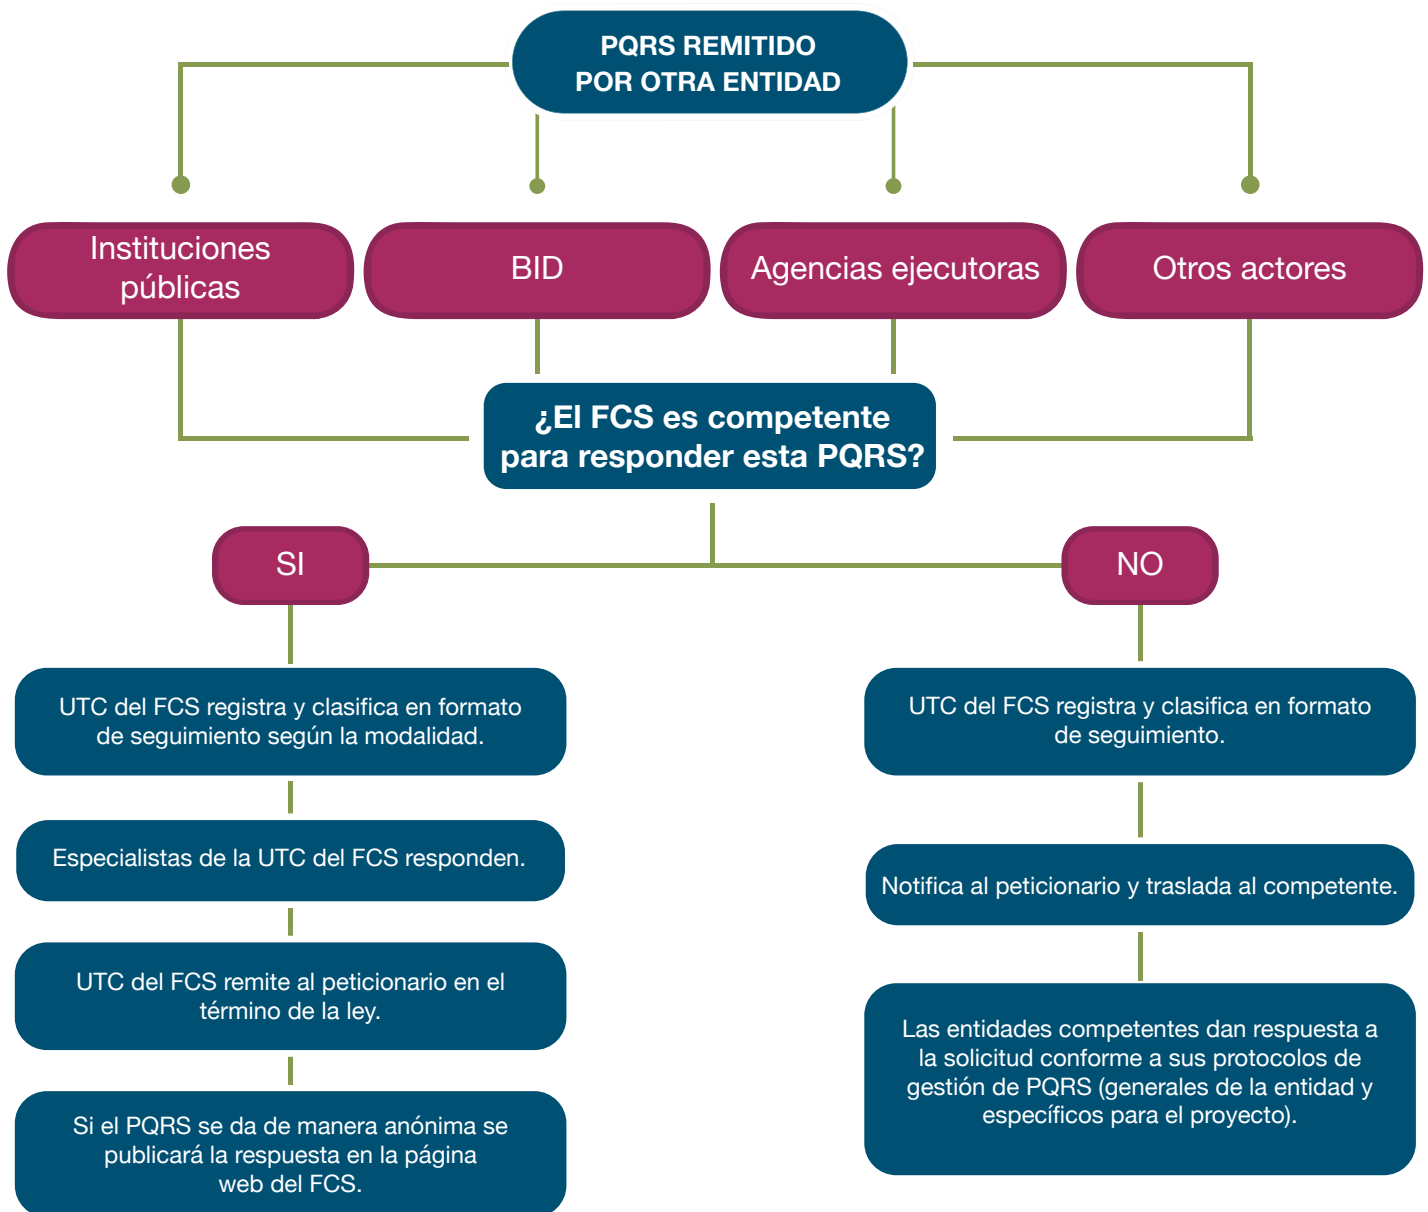 PQRS REMITIDO
POR OTRA ENTIDAD
Instituciones
públicas
BID
Agencias ejecutoras
Otros actores
¿El FCS es competente
para responder esta PQRS?
SI
NO
UTC del FCS registra y clasifica en formato
de seguimiento según la modalidad.
Especialistas de la UTC del FCS responden.
UTC del FCS remite al peticionario en el
término de la ley.
Si el PQRS se da de manera anónima se
publicará la respuesta en la página
web del FCS.
UTC del FCS registra y clasifica en formato
de seguimiento.
Notifica al peticionario y traslada al competente.
Las entidades competentes dan respuesta a
la solicitud conforme a sus protocolos de
gestión de PQRS (generales de la entidad y
específicos para el proyecto).